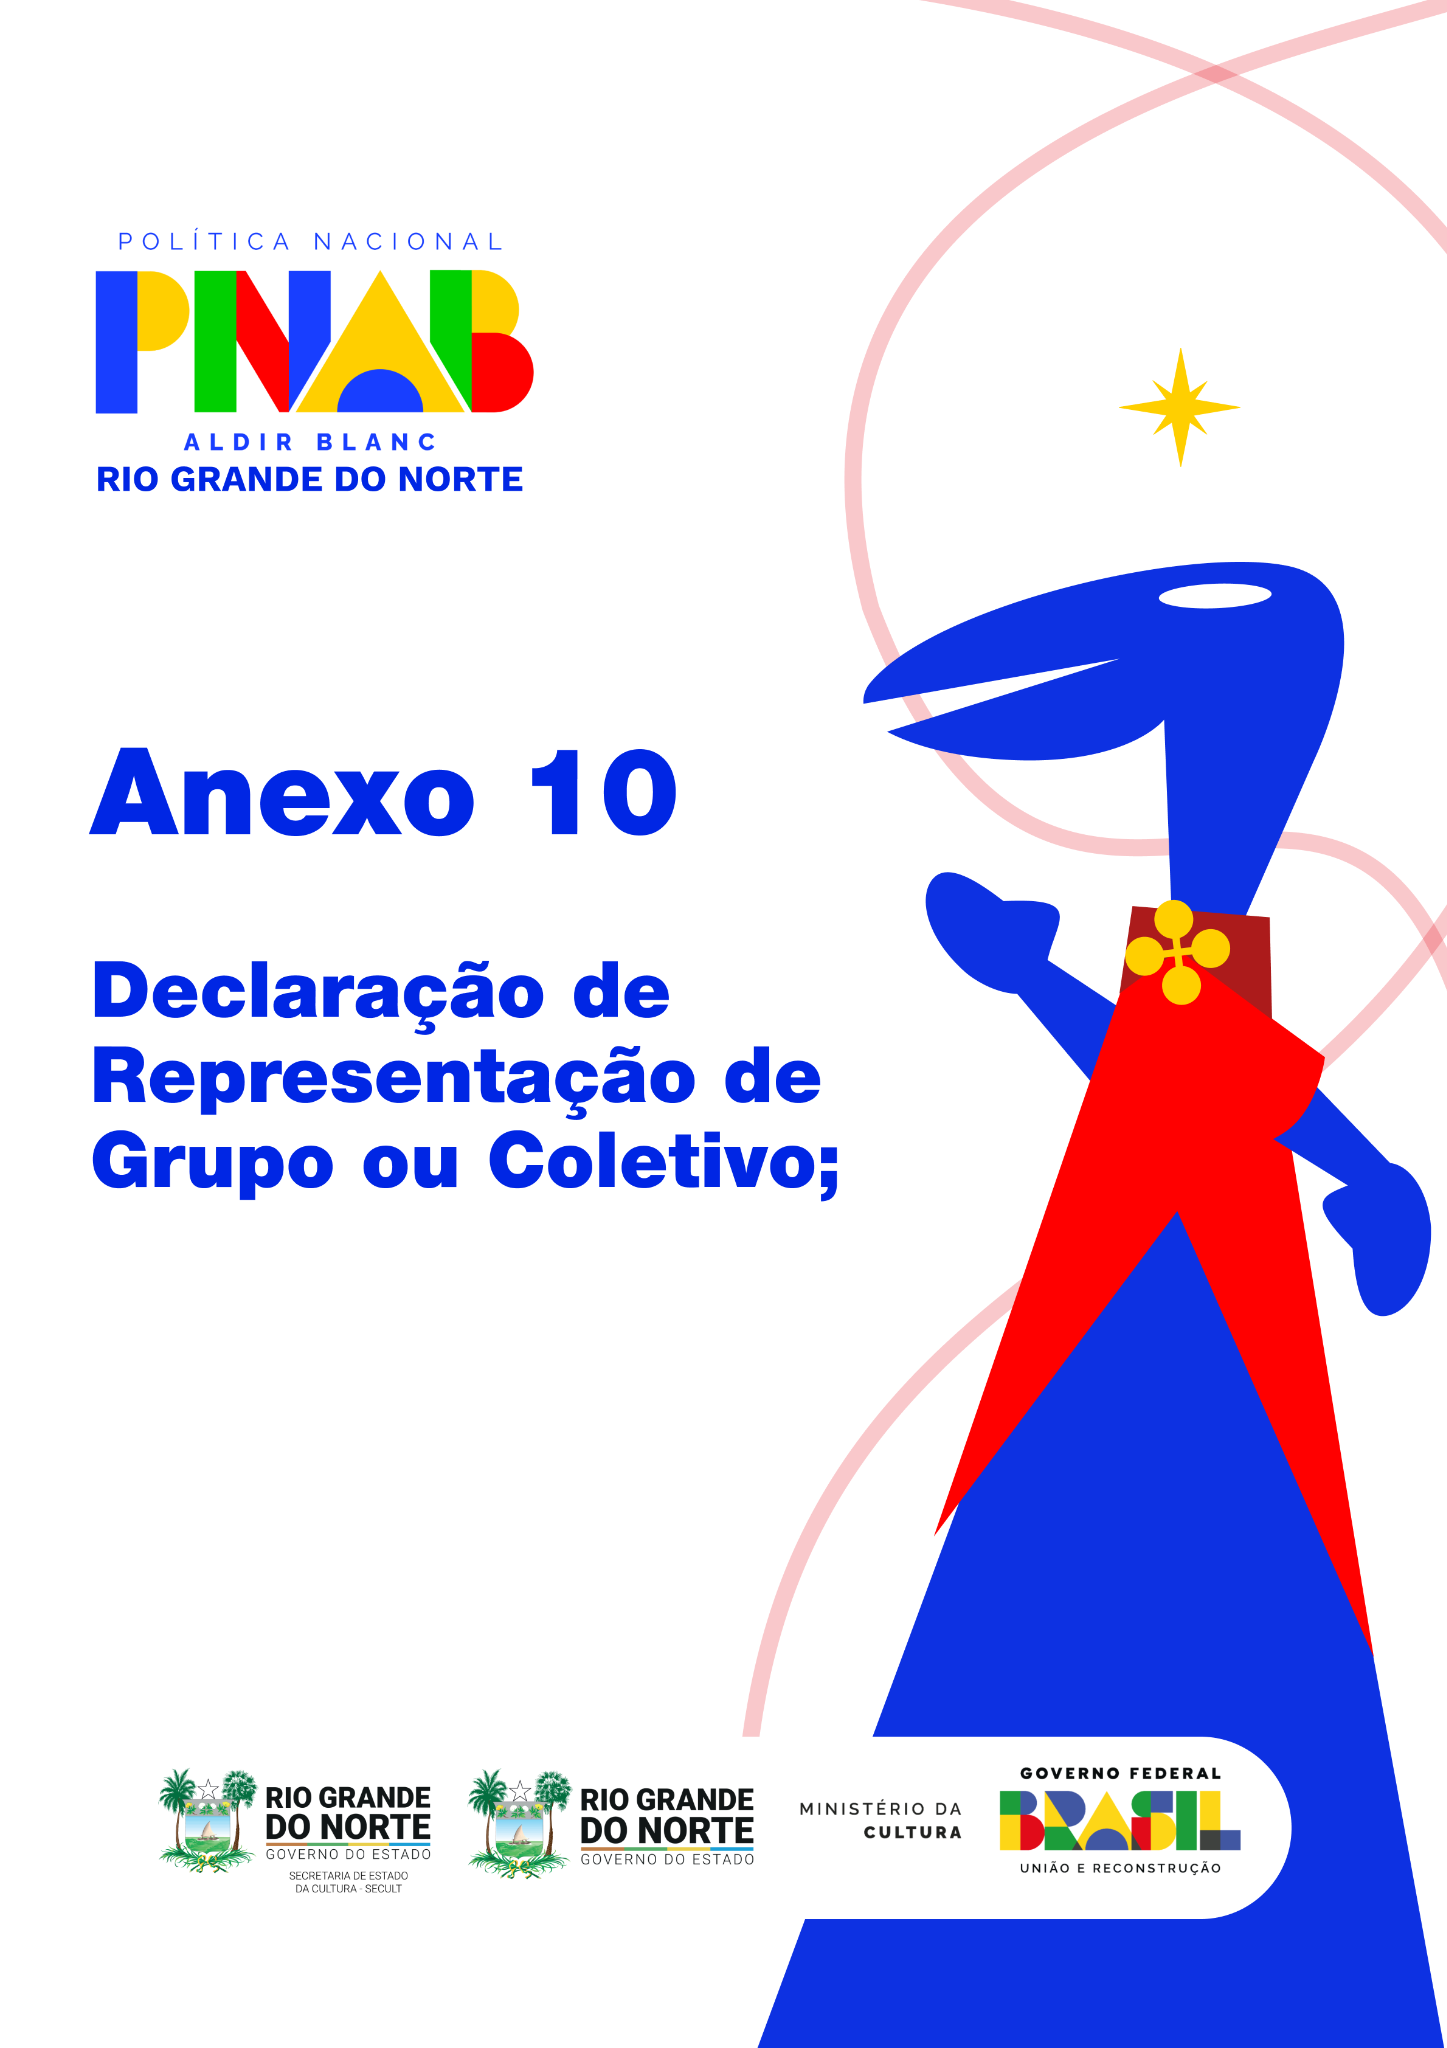 POLÍTICA NACIONAL
PNAB
ALDIR BLANC
RIO GRANDE DO NORTE
Anexo 10
Declaração de
Representação de
Grupo ou Coletivo;
RIO GRANDE
DO NORTE
GOVERNO DO ESTADO
SECRETARIA DE ESTADO
DA CULTURA - SECULT
RIO GRANDE
DO NORTE
GOVERNO DO ESTADO
MINISTÉRIO DA
CULTURA
GOVERNO FEDERAL
BRASIL
UNIÃO E RECONSTRUÇÃO